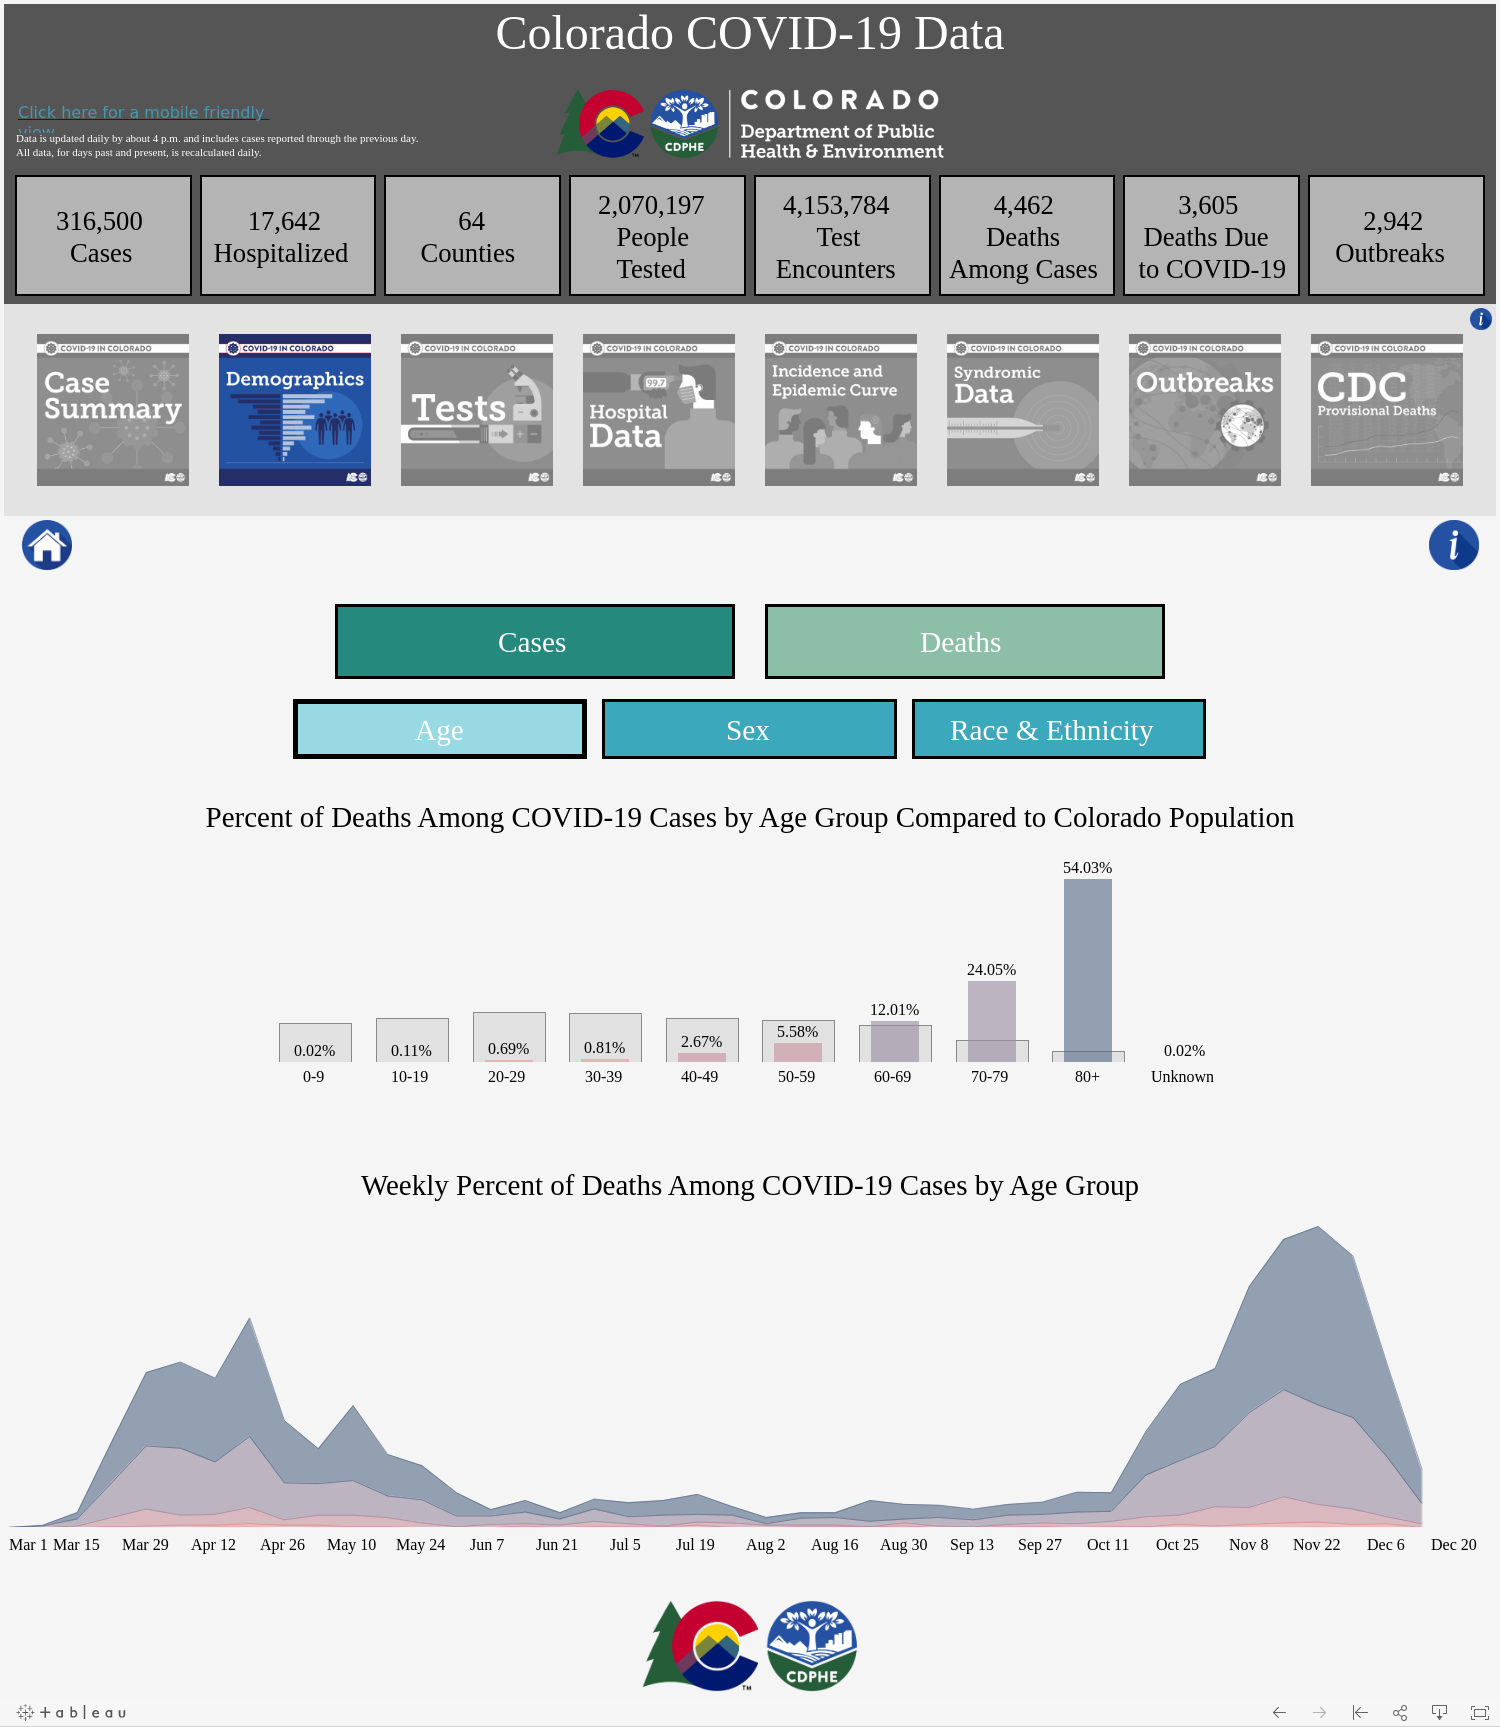 Colorado COVID-19 Data
Click here for a mobile friendly
view
Data is updated daily by about 4 p.m. and includes cases reported through the previous day.
All data, for days past and present, is recalculated daily.
COLORADO
Department of Public
Health & Environment
CDPHE
TM
316,500
Cases
17,642
Hospitalized
64
Counties
2,070,197
People
Tested
4,153,784
Test
Encounters
4,462
Deaths
Among Cases
3,605
Deaths Due
to COVID-19
2,942
Outbreaks
i
COVID-19 IN COLORADO
Case
Summary
COVID-19 IN COLORADO
Demographics
COVID-19 IN COLORADO
Tests
COVID-19 IN COLORADO
99.7
Hospital
Data
COVID-19 IN COLORADO
Incidence and
Epidemic Curve
COVID-19 IN COLORADO
Syndromic
Data
COVID-19 IN COLORADO
Outbreaks
COVID-19 IN COLORADO
CDC
Provisional Deaths
i
Cases
Deaths
Age
Sex
Race & Ethnicity
Percent of Deaths Among COVID-19 Cases by Age Group Compared to Colorado Population
54.03%
24.05%
12.01%
5.58%
2.67%
0.81%
0.69%
0.11%
0.02%
0.02%
0-9 10-19 20-29 30-39 40-49 50-59 60-69 70-79 80+ Unknown
Weekly Percent of Deaths Among COVID-19 Cases by Age Group
Mar 1 Mar 15 Mar 29 Apr 12 Apr 26 May 10 May 24 Jun 7 Jun 21 Jul 5 Jul 19 Aug 2 Aug 16 Aug 30 Sep 13 Sep 27 Oct 11 Oct 25 Nov 8 Nov 22 Dec 6 Dec 20
TM
CDPHE
+ableau